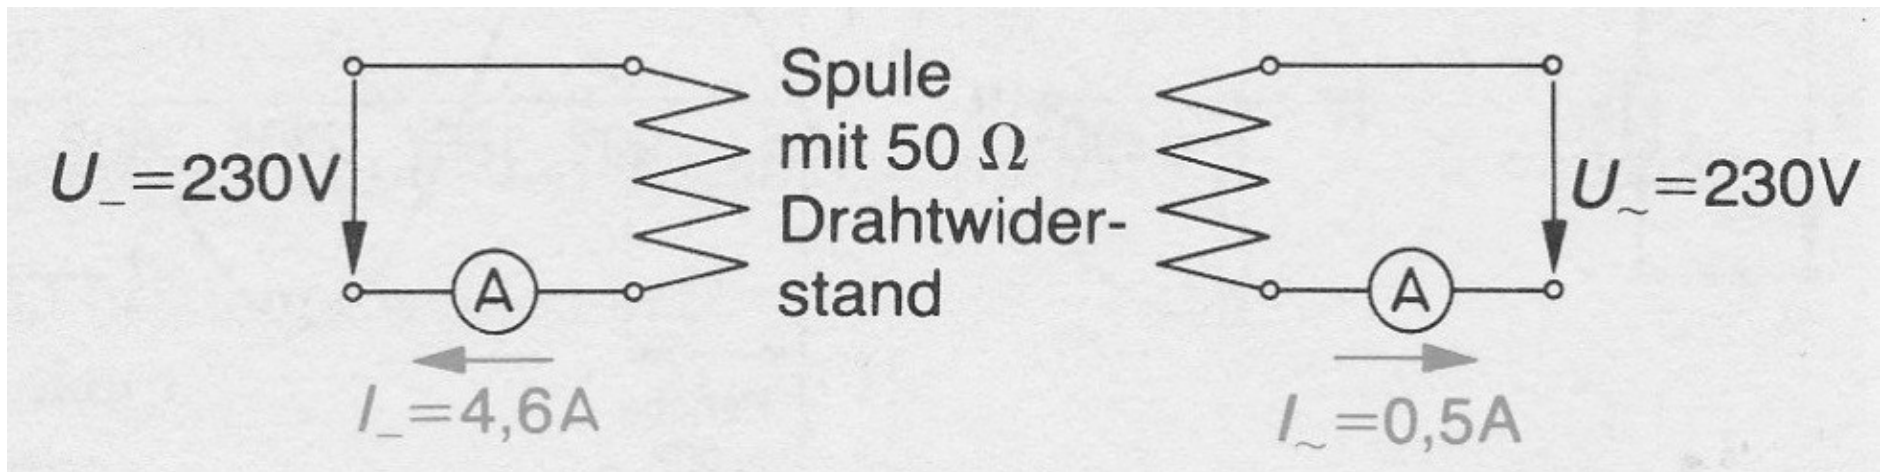 U_=230V
A
I_=4,6A
Spule
mit 50 Ω
Drahtwider-
stand
U~=230V
A
I~=0,5A